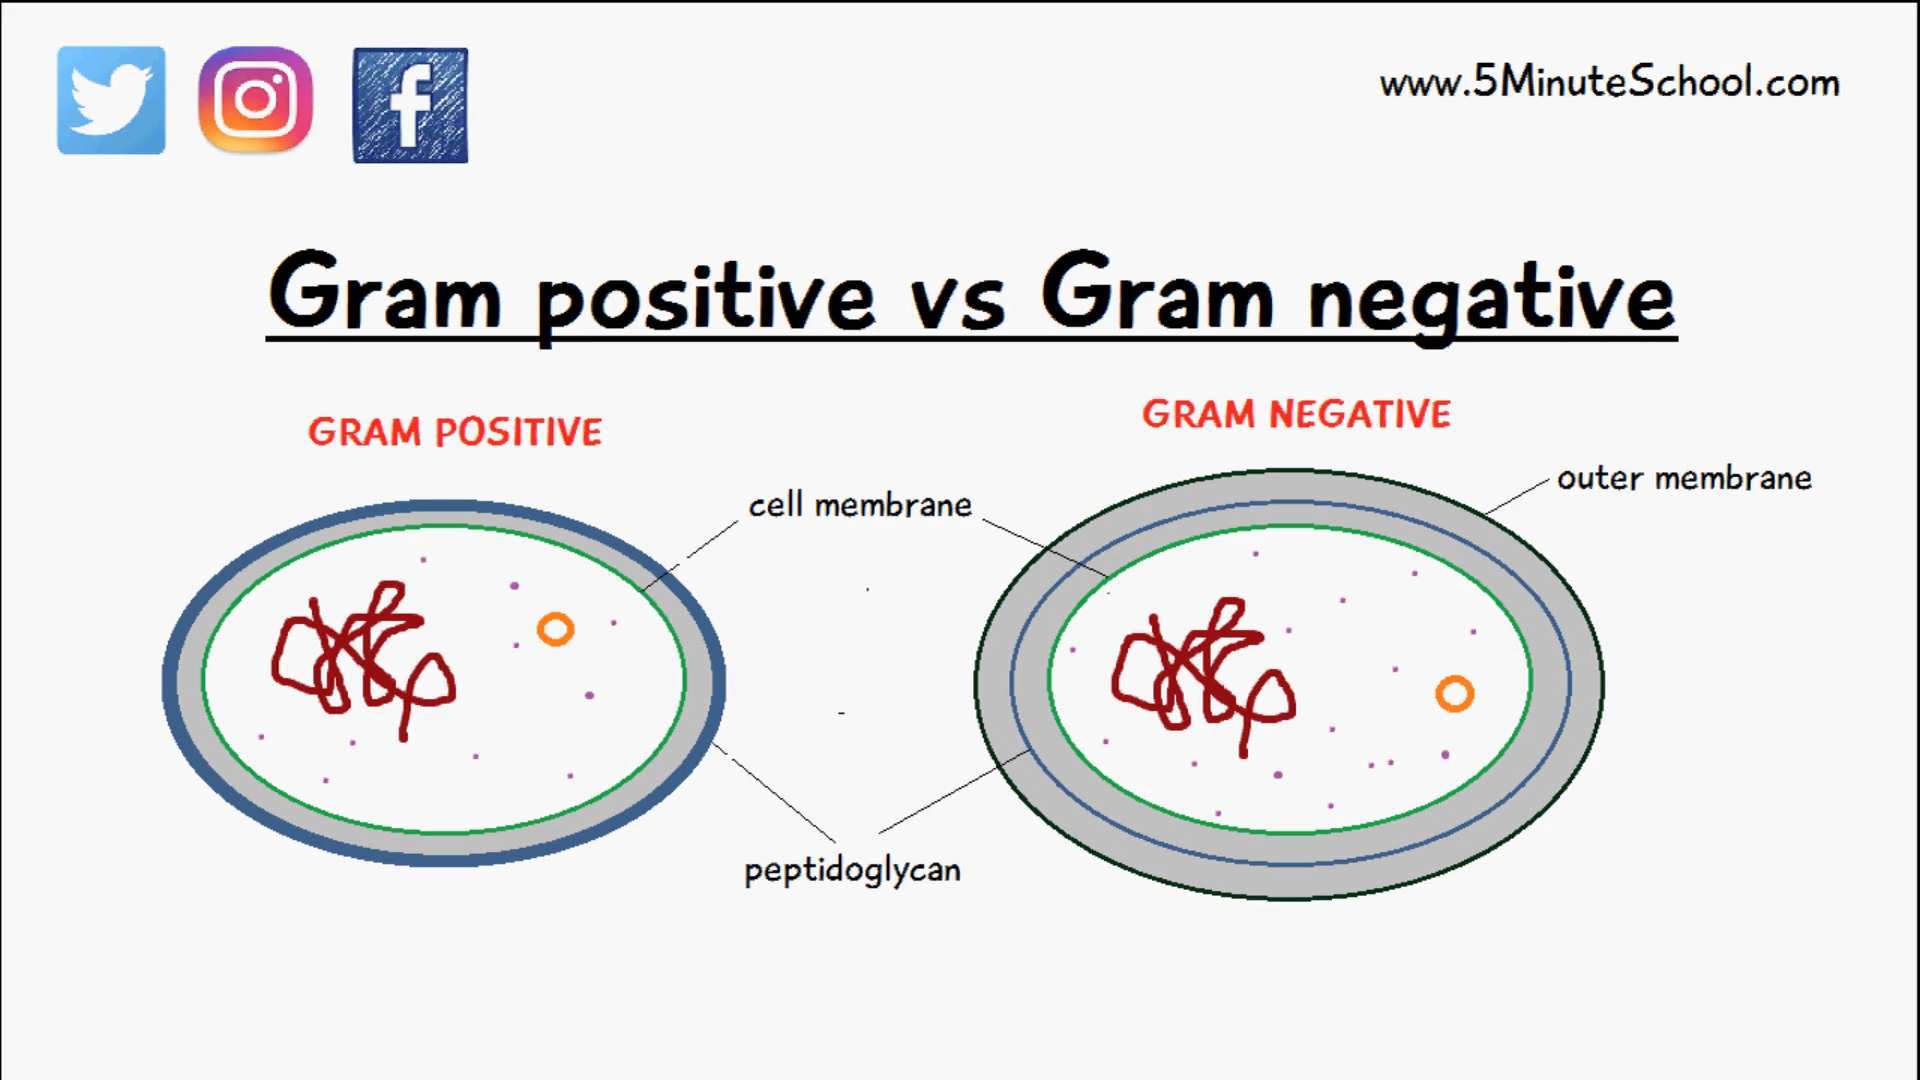 www.5MinuteSchool.com
Gram positive vs Gram negative
GRAM POSITIVE
GRAM NEGATIVE
cell membrane
outer membrane
peptidoglycan